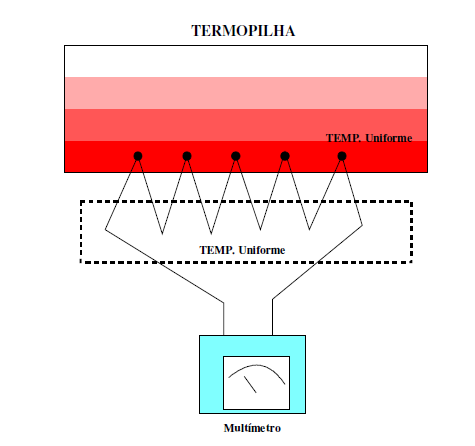 TERMOPILHA
TEMP. Uniforme
TEMP. Uniforme
Multímetro